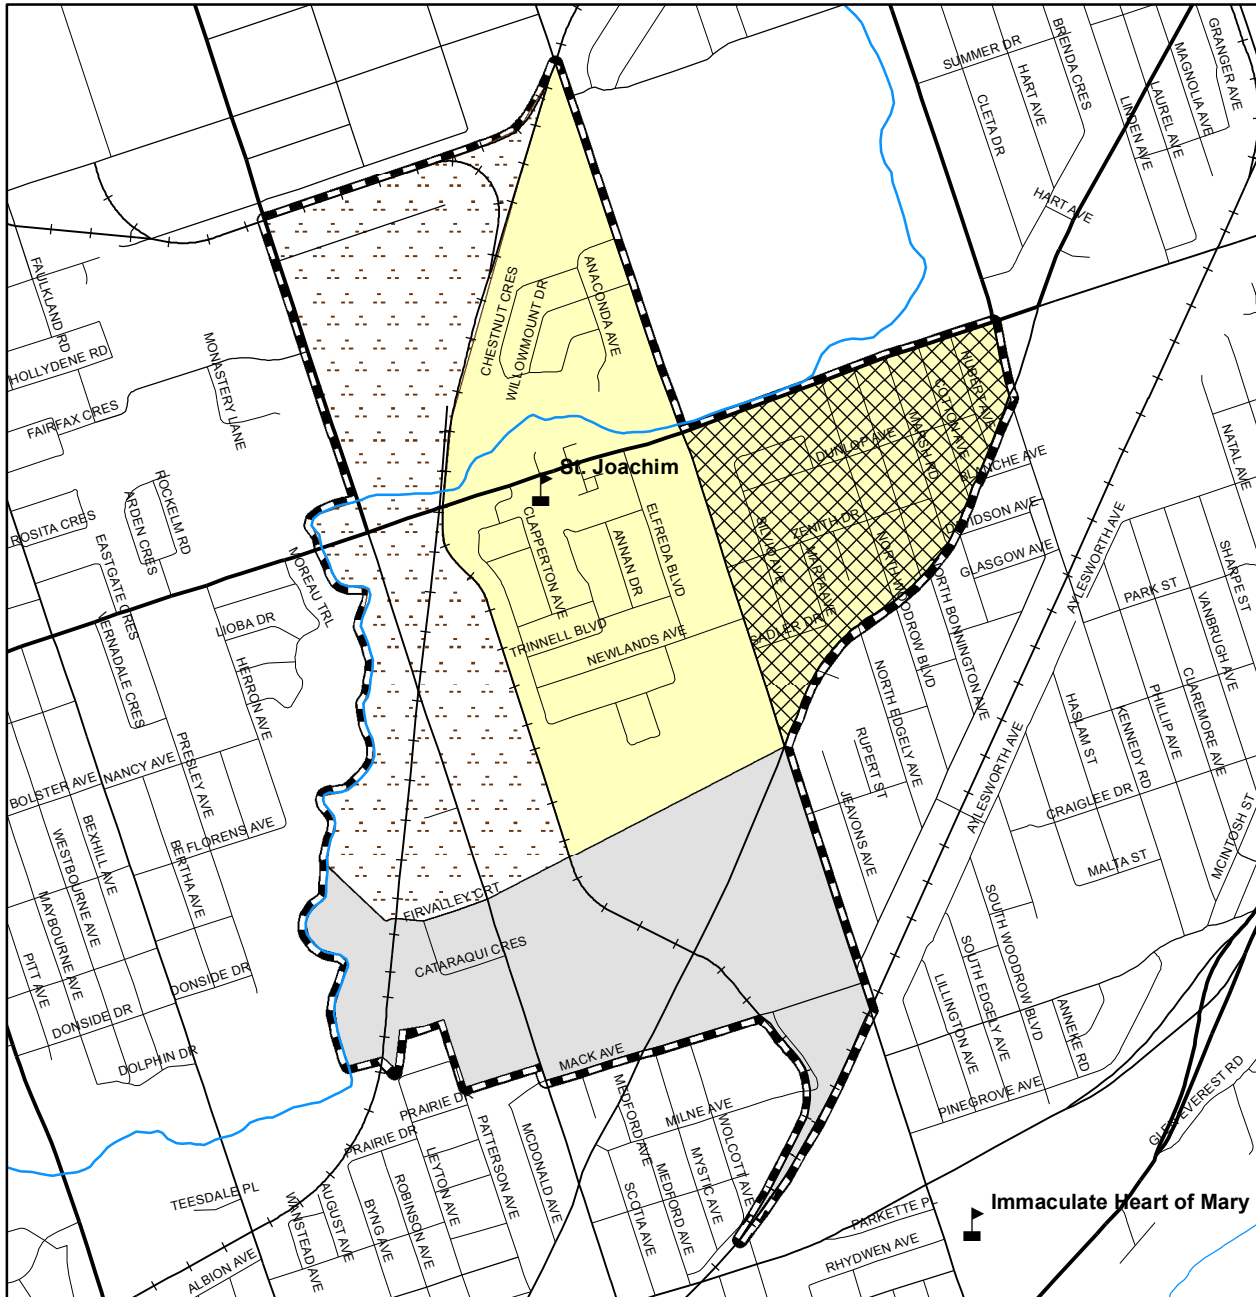 SUMMER DR
BRENDA CRES
GRANGER AVE
MAGNOLIA AVE
LAUREL AVE
LINDEN AVE
HART AVE
CLETA DR
HART AVE
FAULKLAND RD
HOLLYDENE RD
MONASTERY LANE
FAIRFAX CRES
CHESTNUT CRES
WILLOWMOUNT DR
ANACONDA AVE
HUBERT AVE
COTTON AVE
MARSH RD
DUNLOP AVE
BLANCHE AVE
NATAL AVE
St. Joachim
ROCKELM RD
ARDEN CRES
ROSITA CRES
EASTGATE CRES
VERNADALE CRES
MOREAU TRL
LIOBA DR
HERRON AVE
CLAPPERTON AVE
ANNAN DR
ELFREDA BLVD
TRINNELL BLVD
NEWLANDS AVE
SYLVIO AVE
ZENITH DR
MARTA AVE
SADLER DR
DAVIDSON AVE
GLASGOW AVE
NORTH WOODROW BLVD
NORTH BONNINGTON AVE
NORTH EDGELY AVE
AYLESWORTH AVE
PARK ST
SHARPE ST
VANBRUGH AVE
CLAREMORE AVE
PHILLIP AVE
KENNEDY RD
HASLAM ST
RUPERT ST
JEAVONS AVE
AYLESWORTH AVE
CRAIGLEE DR
MALTA ST
MCINTOSH ST
BOLSTER AVE
NANCY AVE
PRESLEY AVE
FLORENS AVE
BEXHILL AVE
WESTBOURNE AVE
MAYBOURNE AVE
BERTHA AVE
PITT AVE
DONSIDE DR
DONSIDE DR
DOLPHIN DR
FIRVALLEY CRT
CATARAQUI CRES
MACK AVE
SOUTH WOODROW BLVD
SOUTH EDGELY AVE
LILLINGTON AVE
ANNEKE RD
PINEGROVE AVE
GLEN EVEREST RD
PRAIRIE DR
PRAIRIE DR
PATTERSON AVE
MCDONALD AVE
MEDFORD AVE
MILNE AVE
WOLCOTT AVE
MYSTIC AVE
MEDFORD AVE
SCOTIA AVE
LEYTON AVE
ROBINSON AVE
BYNG AVE
AUGUST AVE
WANSTEAD AVE
TEESDALE PL
ALBION AVE
PARKETTE PL
RHYDWEN AVE
Immaculate Heart of Mary